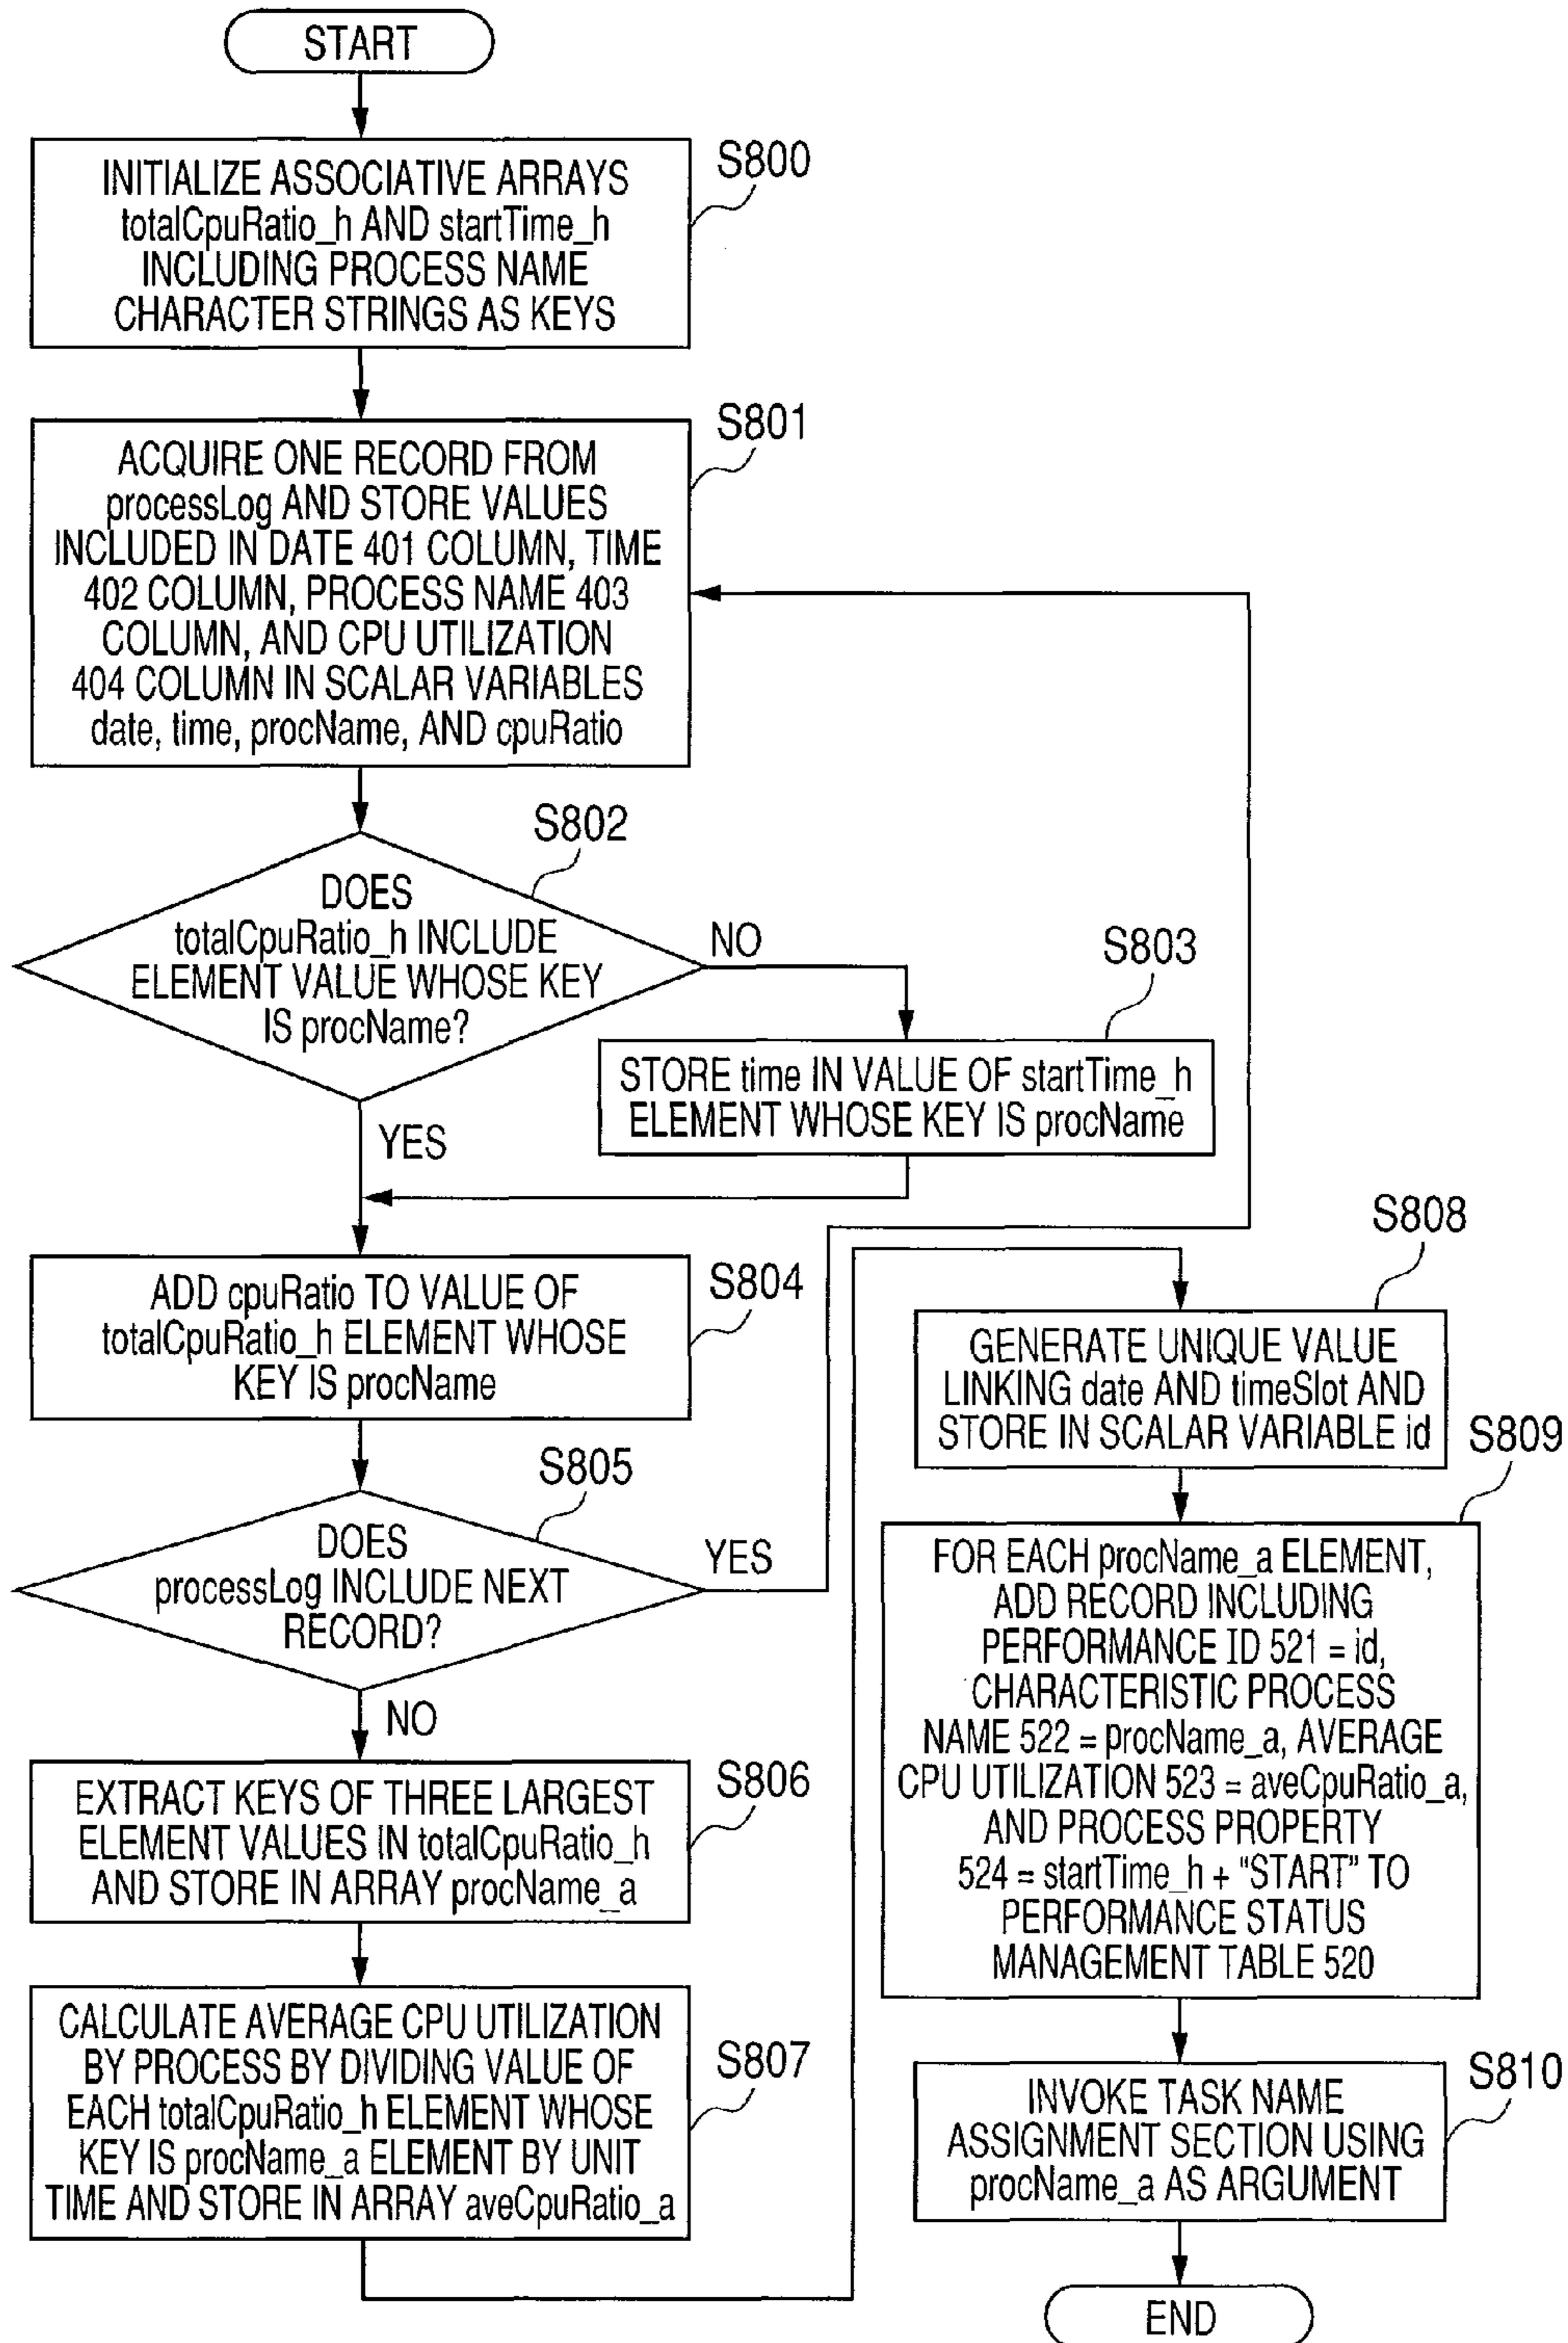 START
S800
INITIALIZE ASSOCIATIVE ARRAYS
totalCpuRatio_h AND startTime_h
INCLUDING PROCESS NAME
CHARACTER STRINGS AS KEYS
S801
ACQUIRE ONE RECORD FROM
processLog AND STORE VALUES
INCLUDED IN DATE 401 COLUMN, TIME
402 COLUMN, PROCESS NAME 403
COLUMN, AND CPU UTILIZATION
404 COLUMN IN SCALAR VARIABLES
date, time, procName, AND cpuRatio
S802
DOES
totalCpuRatio_h INCLUDE
ELEMENT VALUE WHOSE KEY
IS procName?
NO
YES
S803
STORE time IN VALUE OF startTime_h
ELEMENT WHOSE KEY IS procName
S804
ADD cpuRatio TO VALUE OF
totalCpuRatio_h ELEMENT WHOSE
KEY IS procName
S805
DOES
processLog INCLUDE NEXT
RECORD?
YES
NO
S806
EXTRACT KEYS OF THREE LARGEST
ELEMENT VALUES IN totalCpuRatio_h
AND STORE IN ARRAY procName_a
S807
CALCULATE AVERAGE CPU UTILIZATION
BY PROCESS BY DIVIDING VALUE OF
EACH totalCpuRatio_h ELEMENT WHOSE
KEY IS procName_a ELEMENT BY UNIT
TIME AND STORE IN ARRAY aveCpuRatio_a
S808
GENERATE UNIQUE VALUE
LINKING date AND timeSlot AND
STORE IN SCALAR VARIABLE id
S809
FOR EACH procName_a ELEMENT,
ADD RECORD INCLUDING
PERFORMANCE ID 521 = id,
CHARACTERISTIC PROCESS
NAME 522 = procName_a, AVERAGE
CPU UTILIZATION 523 = aveCpuRatio_a,
AND PROCESS PROPERTY
524 = startTime_h + "START" TO
PERFORMANCE STATUS
MANAGEMENT TABLE 520
S810
INVOKE TASK NAME
ASSIGNMENT SECTION USING
procName_a AS ARGUMENT
END